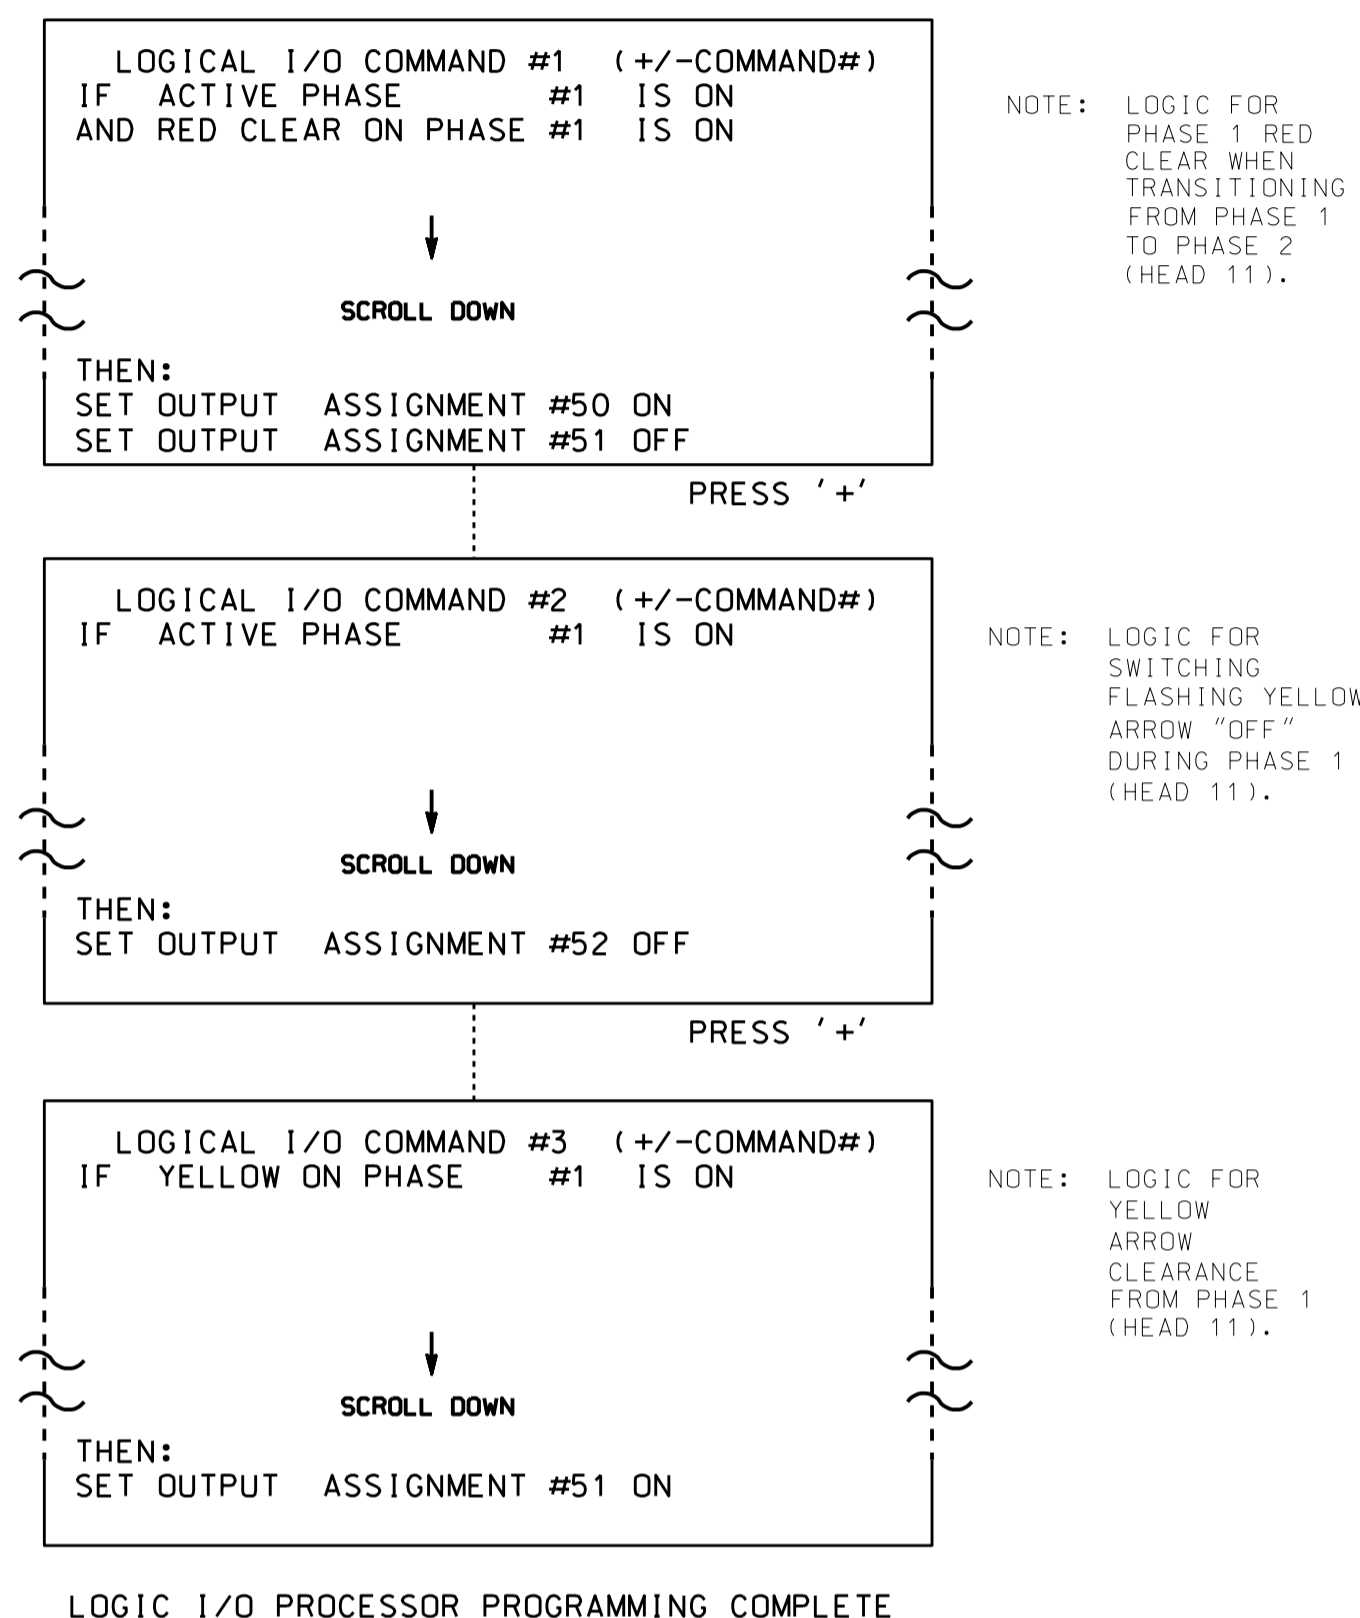 LOGICAL I/O COMMAND #1 (+/-COMMAND#)
IF ACTIVE PHASE #1 IS ON
AND RED CLEAR ON PHASE #1 IS ON
SCROLL DOWN
THEN:
SET OUTPUT ASSIGNMENT #50 ON
SET OUTPUT ASSIGNMENT #51 OFF
NOTE: LOGIC FOR
PHASE 1 RED
CLEAR WHEN
TRANSITIONING
FROM PHASE 1
TO PHASE 2
(HEAD 11).
PRESS '+'
LOGICAL I/O COMMAND #2 (+/-COMMAND#)
IF ACTIVE PHASE #1 IS ON
SCROLL DOWN
THEN:
SET OUTPUT ASSIGNMENT #52 OFF
NOTE: LOGIC FOR
SWITCHING
FLASHING YELLOW
ARROW "OFF"
DURING PHASE 1
(HEAD 11).
PRESS '+'
LOGICAL I/O COMMAND #3 (+/-COMMAND#)
IF YELLOW ON PHASE #1 IS ON
SCROLL DOWN
THEN:
SET OUTPUT ASSIGNMENT #51 ON
NOTE: LOGIC FOR
YELLOW
ARROW
CLEARANCE
FROM PHASE 1
(HEAD 11).
LOGIC I/O PROCESSOR PROGRAMMING COMPLETE